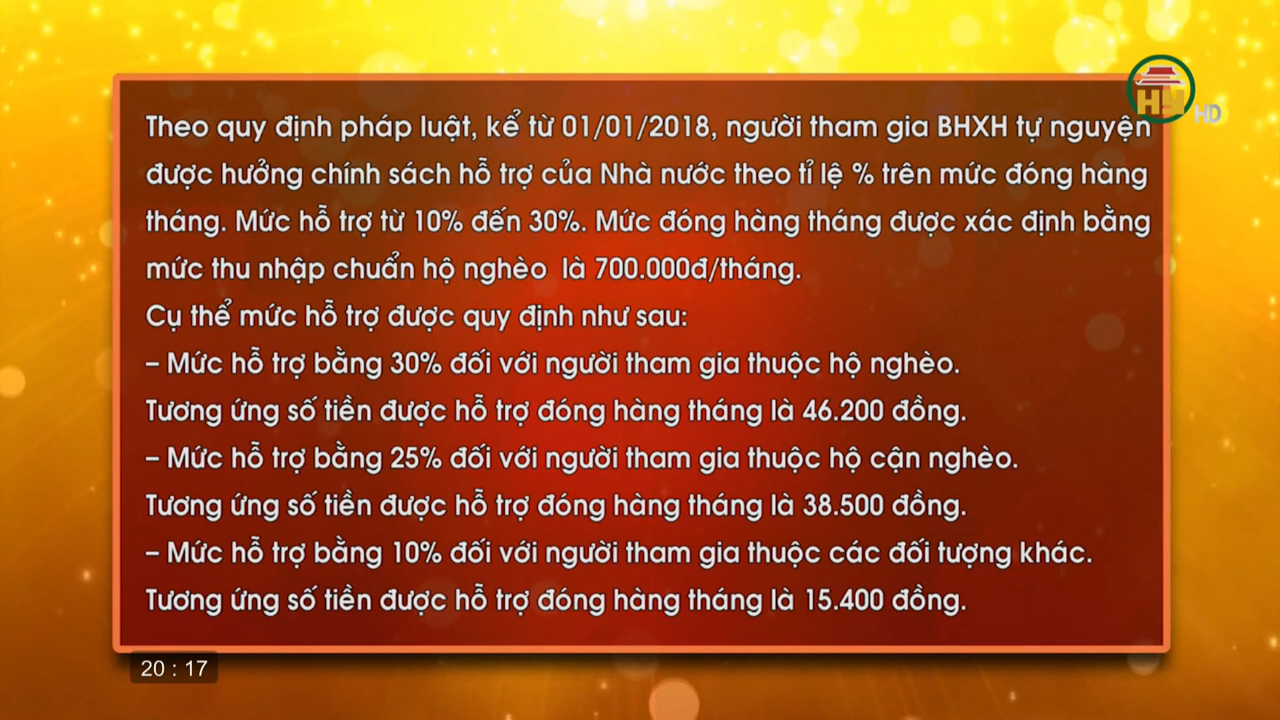 HY HD
Theo quy định pháp luật, kể từ 01/01/2018, người tham gia BHXH tự nguyện
được hưởng chính sách hỗ trợ của Nhà nước theo tỉ lệ % trên mức đóng hàng
tháng. Mức hỗ trợ từ 10% đến 30%. Mức đóng hàng tháng được xác định bằng
mức thu nhập chuẩn hộ nghèo là 700.000đ/tháng.
Cụ thể mức hỗ trợ được quy định như sau:
– Mức hỗ trợ bằng 30% đối với người tham gia thuộc hộ nghèo.
Tương ứng số tiền được hỗ trợ đóng hàng tháng là 46.200 đồng.
– Mức hỗ trợ bằng 25% đối với người tham gia thuộc hộ cận nghèo.
Tương ứng số tiền được hỗ trợ đóng hàng tháng là 38.500 đồng.
– Mức hỗ trợ bằng 10% đối với người tham gia thuộc các đối tượng khác.
Tương ứng số tiền được hỗ trợ đóng hàng tháng là 15.400 đồng.
20 : 17